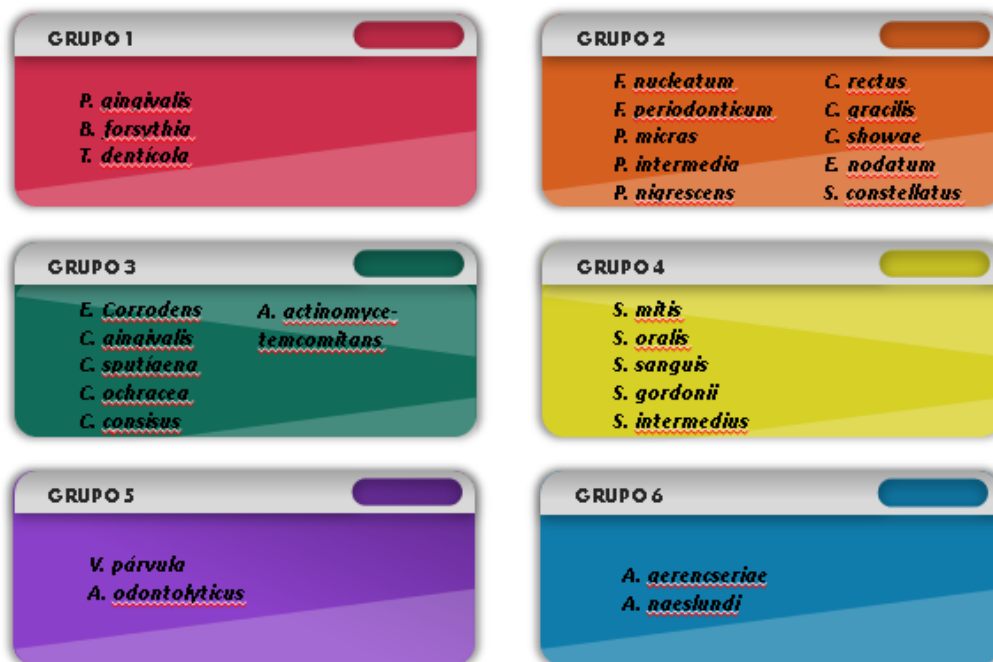 GRUPO 1
P. gingivalis
B. forsythia
T. dentícola
GRUPO 2
F. nucleatum
F. periodonticum
P. micras
P. intermedia
P. nigrescens
C. rectus
C. gracilis
C. showae
E. nodatum
S. constellatus
GRUPO 3
E. Corrodens
C. gingivalis
C. sputigena
C. ochracea
C. consisus
A. actinomyce-
temcomitans
GRUPO 4
S. mitis
S. oralis
S. sanguis
S. gordonii
S. intermedius
GRUPO 5
V. párvula
A. odontolyticus
GRUPO 6
A. gerencseriae
A. naeslundi